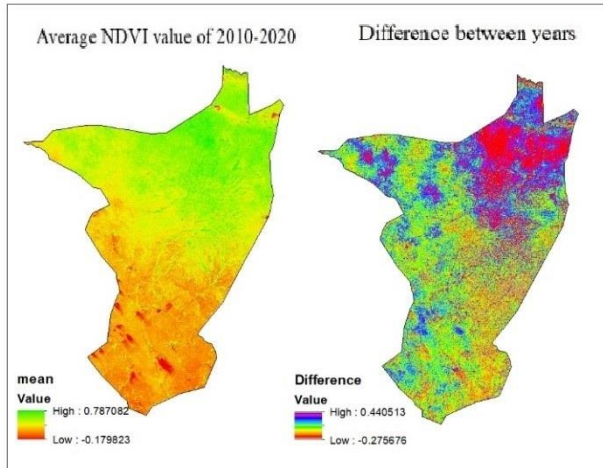 Average NDVI value of 2010-2020
Difference between years
mean
Value
High : 0.787082
Low : -0.179823
Difference
Value
High : 0.440513
Low : -0.275676